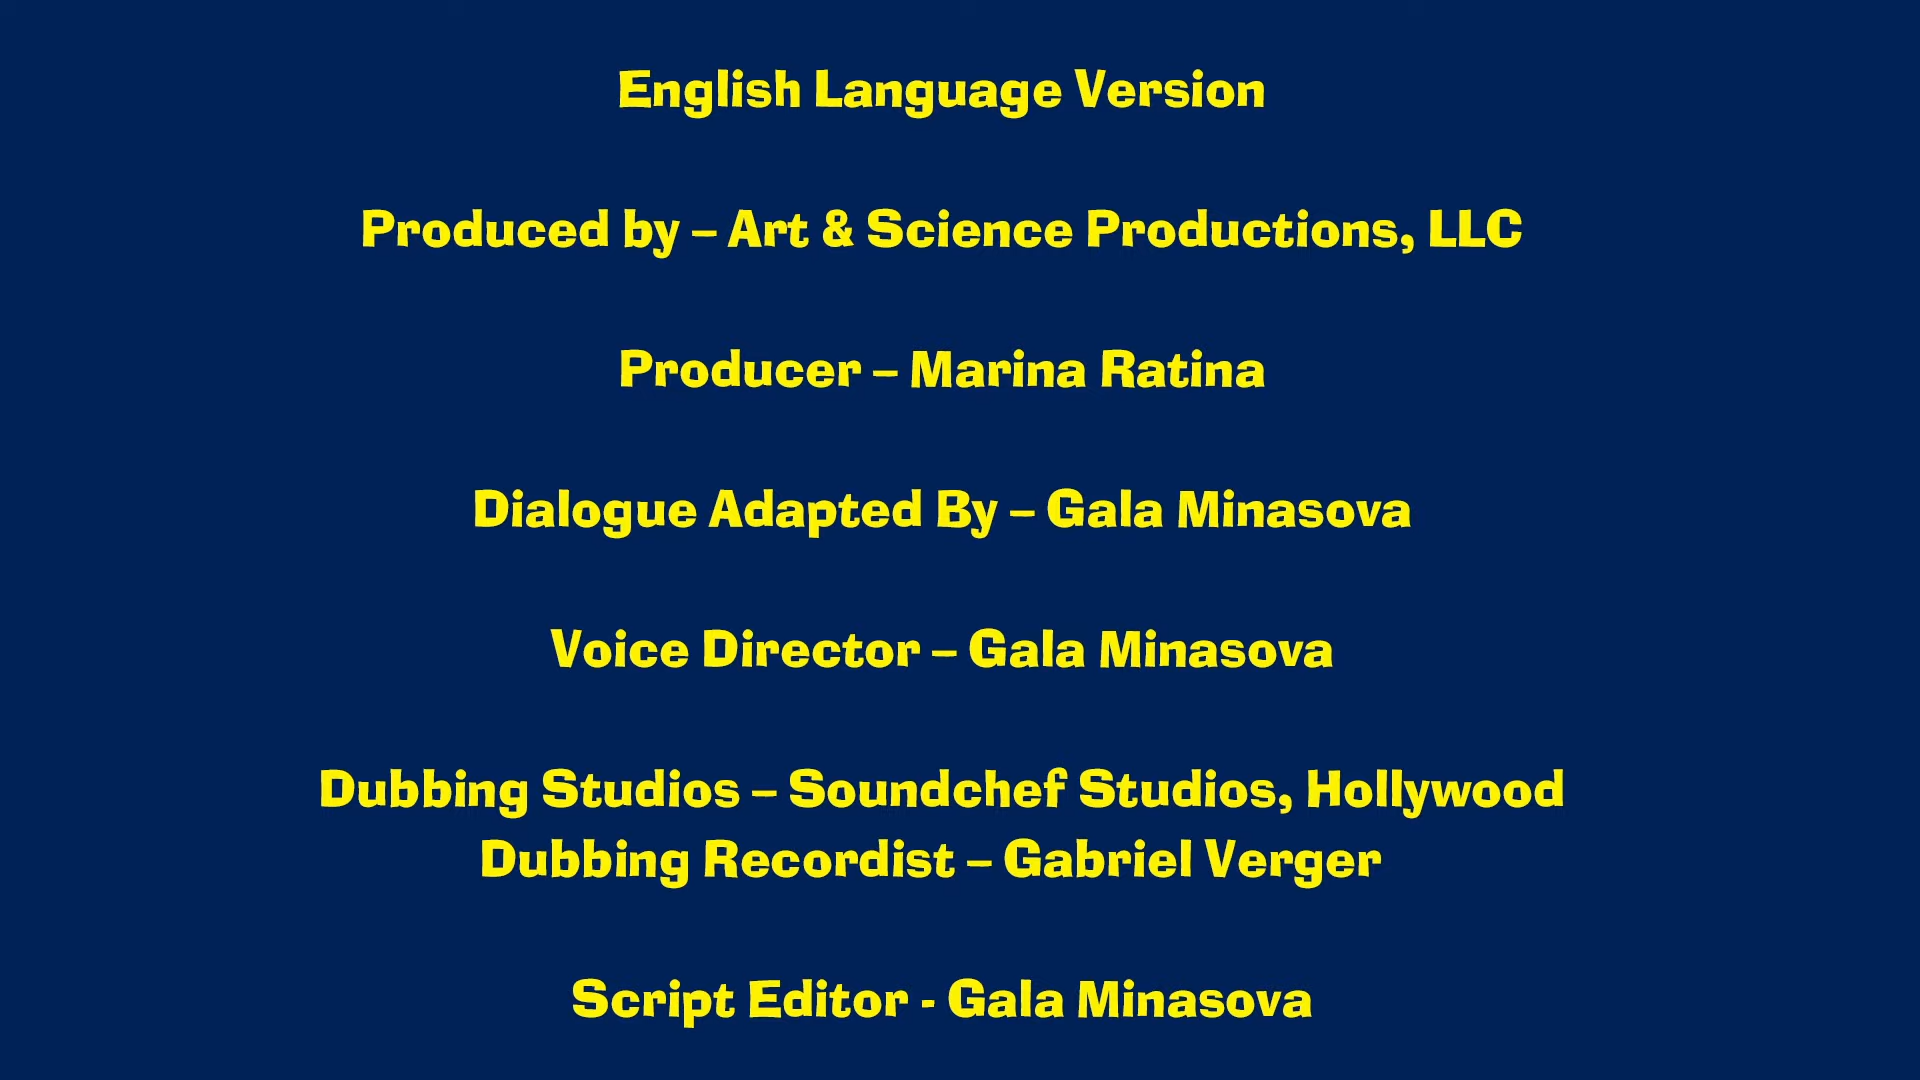 English Language Version
Produced by – Art & Science Productions, LLC
Producer – Marina Ratina
Dialogue Adapted By – Gala Minasova
Voice Director – Gala Minasova
Dubbing Studios – Soundchef Studios, Hollywood
Dubbing Recordist – Gabriel Verger
Script Editor - Gala Minasova